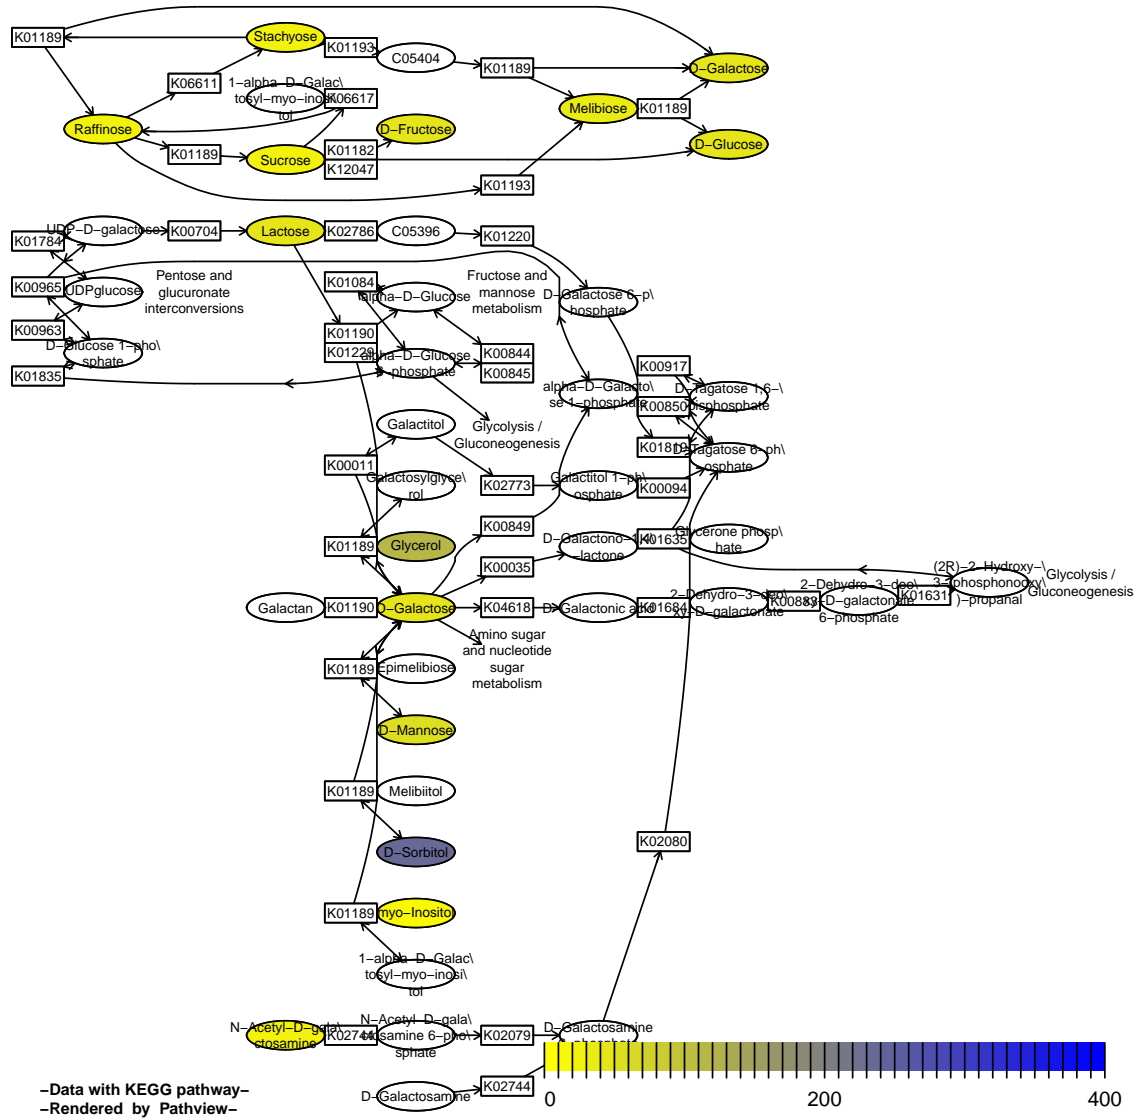 K01189
Stachyose
K01193
C05404
K01189
D−Galactose
K06611
1−alpha−D−Galac\
tosyl−myo−inosi\
tol
K06617
Melibiose
K01189
Raffinose
D−Fructose
K01182
K12047
D−Glucose
K01189
Sucrose
K01193
UDP−D−galactose
K00704
Lactose
K02786
C05396
K01220
K01784
K00965
UDPglucose
Pentose and
glucuronate
interconversions
K01084
alpha−D−Glucose
Fructose and
mannose
metabolism
D−Galactose 6−p\
hosphate
K00963
D−Glucose 1−pho\
sphate
K01835
K01190
K01229
alpha−D−Glucose
6−phosphate
K00844
K00845
K00917
D−Tagatose 1,6−\
bisphosphate
alpha−D−Galacto\
se 1−phosphate
K00850
Galactitol
Glycolysis /
Gluconeogenesis
K01819
D−Tagatose 6−ph\
osphate
K00011
Galactosylglyce\
rol
K02773
Galactitol 1−ph\
osphate
K00094
K00849
K01189
Glycerol
D−Galactono−1,4\
−lactone
K01635
Glycerone phosp\
hate
K00035
(2R)−2−Hydroxy−\
3−(phosphonooxy\
)−propanal
Glycolysis /
Gluconeogenesis
Galactan
K01190
D−Galactose
K04618
D−Galactonic acid
K01684
2−Dehydro−3−deo\
xy−D−galactonate
K00883
2−Dehydro−3−deo\
xy−D−galactonate
6−phosphate
K01631
Amino sugar
and nucleotide
sugar
metabolism
K01189
Epimelibiose
D−Mannose
K01189
Melibiitol
D−Sorbitol
K02080
K01189
myo−Inositol
1−alpha−D−Galac\
tosyl−myo−inosi\
tol
N−Acetyl−D−gala\
ctosamine
K02744
N−Acetyl−D−gala\
ctosamine 6−pho\
sphate
K02079
D−Galactosamine
K02744
D−Galactosamine
−Data with KEGG pathway−
−Rendered by Pathview−
0
200
400